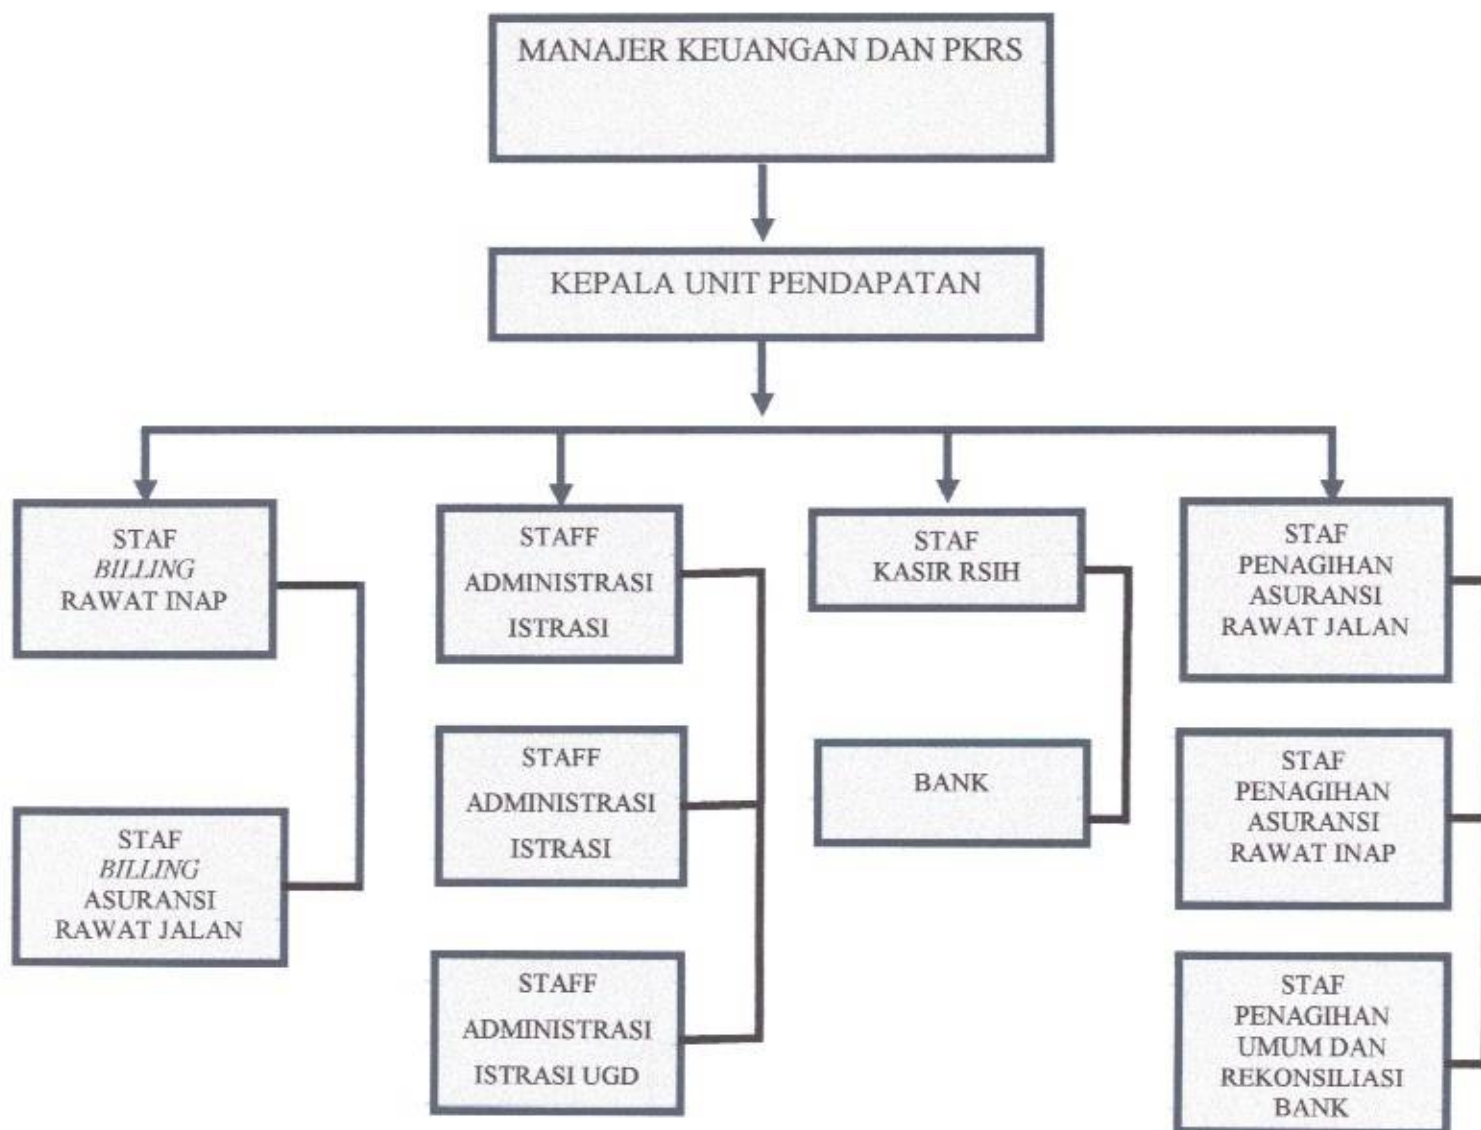 MANAJER KEUANGAN DAN PKRS
KEPALA UNIT PENDAPATAN
STAF
BILLING
RAWAT INAP
STAFF
ADMINISTRASI
ISTRASI
STAF
KASIR RSIH
STAF
PENAGIHAN
ASURANSI
RAWAT JALAN
STAF
BILLING
ASURANSI
RAWAT JALAN
STAFF
ADMINISTRASI
ISTRASI
BANK
STAF
PENAGIHAN
ASURANSI
RAWAT INAP
STAFF
ADMINISTRASI
ISTRASI UGD
STAF
PENAGIHAN
UMUM DAN
REKONSILIASI
BANK